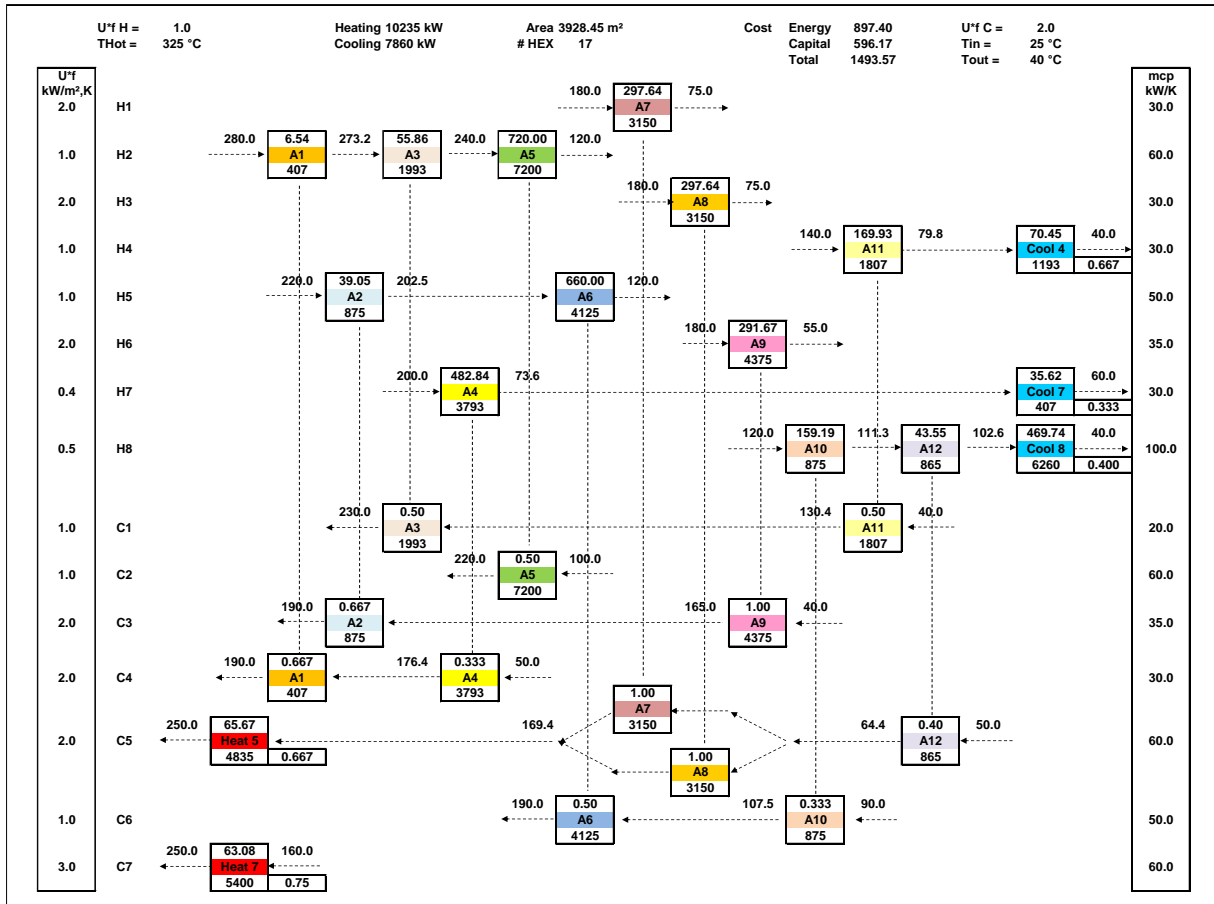 U*f H = 1.0 Heating 10235 kW Area 3928.45 m² Cost Energy 897.40 U*f C = 2.0
THot = 325 °C Cooling 7860 kW # HEX 17 Capital 596.17 Tin = 25 °C
Total 1493.57 Tout = 40 °C
U*f mcp
kW/m²,K kW/K
297.64
2.0 H1 180.0 A7 75.0 30.0
3150
6.54 55.86 720.00
1.0 H2 280.0 A1 273.2 A3 240.0 A5 120.0 60.0
407 1993 7200
297.64
2.0 H3 180.0 A8 75.0 30.0
3150
169.93 70.45
1.0 H4 140.0 A11 79.8 Cool 4 40.0 30.0
1807 1193 0.667
39.05 660.00
1.0 H5 220.0 A2 202.5 A6 120.0 50.0
875 4125
291.67
2.0 H6 180.0 A9 55.0 35.0
4375
482.84 35.62
0.4 H7 200.0 A4 73.6 Cool 7 60.0 30.0
3793 407 0.333
159.19 43.55 469.74
0.5 H8 120.0 A10 111.3 A12 102.6 Cool 8 40.0 100.0
875 865 6260 0.400
0.50 0.50
1.0 C1 230.0 A3 130.4 A11 40.0 20.0
1993 1807
0.50
1.0 C2 220.0 A5 100.0 60.0
7200
0.667 1.00
2.0 C3 190.0 A2 165.0 A9 40.0 35.0
875 4375
0.667 0.333
2.0 C4 190.0 A1 176.4 A4 50.0 30.0
407 3793
1.00
A7
3150
65.67 0.40
2.0 C5 250.0 Heat 5 169.4 64.4 A12 50.0 60.0
4835 0.667 865
1.00
A8
3150
0.50 0.333
1.0 C6 190.0 A6 107.5 A10 90.0 50.0
4125 875
63.08
3.0 C7 250.0 Heat 7 160.0 60.0
5400 0.75